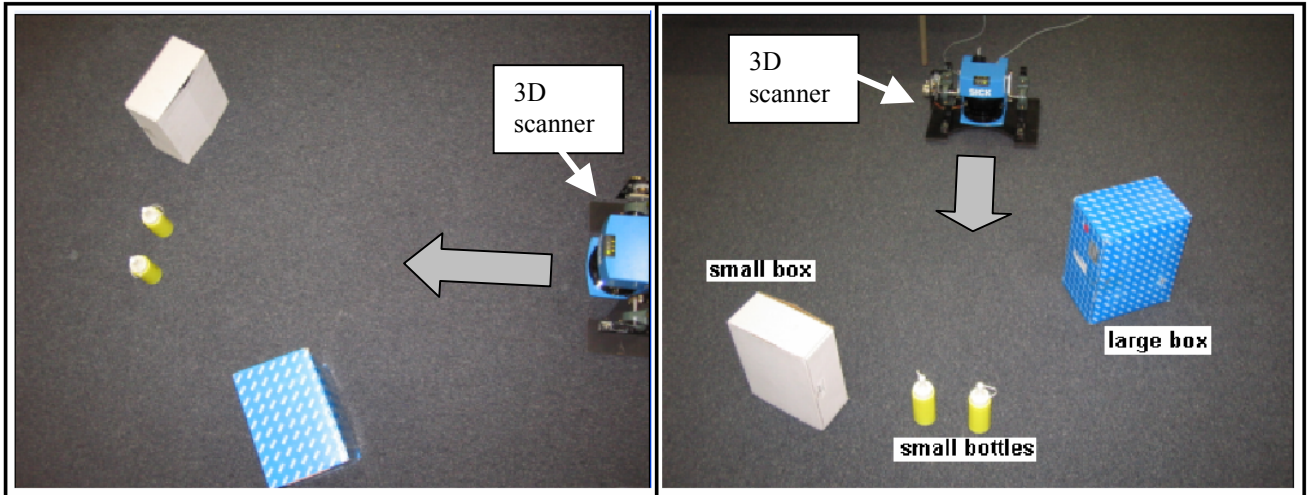 3D
scanner
3D
scanner
SICK
small box
large box
small bottles